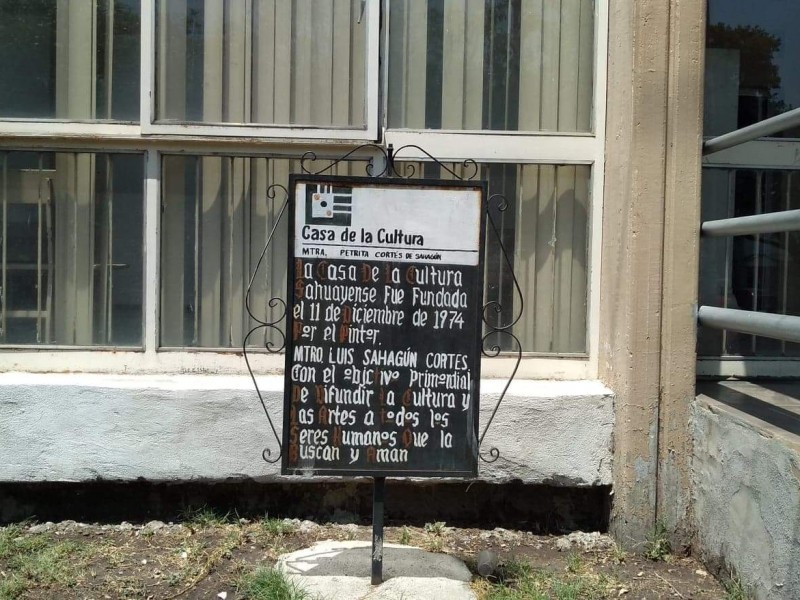 Casa de la Cultura
MTRA. PETRITA CORTÉS DE SAHAGÚN
La Casa De La Cultura
Sahuayense Fue Fundada
el 11 de Diciembre de 1974
Por el Pintor.
MTRO. LUIS SAHAGÚN CORTES,
Con el objetivo Primordial
De Difundir La Cultura y
Las Artes a todos los
Seres Humanos Que la
Buscan y Aman